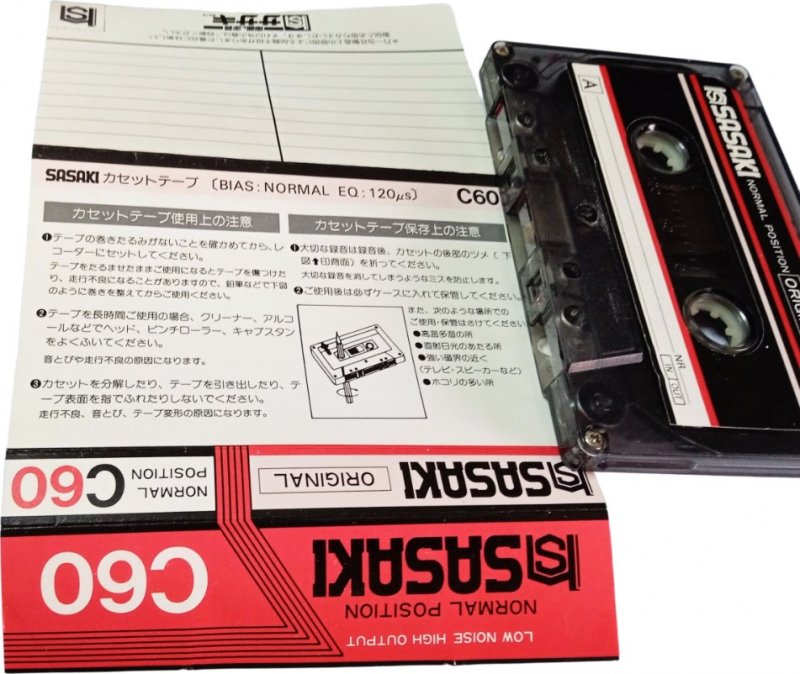 ササキ
SASAKI カセットテープ (BIAS:NORMAL EQ:120μs) C60
カセットテープ使用上の注意
❶テープの巻きたるみがないことを確かめてから、レ
コーダーにセットしてください。
テープをたるませたままご使用になるとテープを傷つけた
り、走行不良になることがありますので、鉛筆などで下図
のように巻きを整えてからご使用ください。
❷テープを長時間ご使用の場合、クリーナー、アルコ
ールなどでヘッド、ピンチローラー、キャプスタン
をよくふいてください。
音とびや走行不良の原因になります。
❸カセットを分解したり、テープを引き出したり、テ
ープ表面を指でふれたりしないでください。
走行不良、音とび、テープ変形の原因になります。
カセットテープ保存上の注意
❶大切な録音は録音後、カセットの後部のツメ(下
図⬆印背面)を折ってください。
大切な録音を消してしまうようなミスを防止します。
❷ご使用後は必ずケースに入れて保管してください。
また、次のような場所での
ご使用・保管はさけてください。
●高温多湿の所
●直射日光のあたる所
●強い磁界の近く
(テレビ・スピーカーなど)
●ホコリの多い所
SASAKI
ORIGINAL
NORMAL
POSITION
C60
LOW NOISE HIGH OUTPUT
NORMAL POSITION
SASAKI
C60
A
SASAKI
NORMAL POSITION
NR
IN OUT